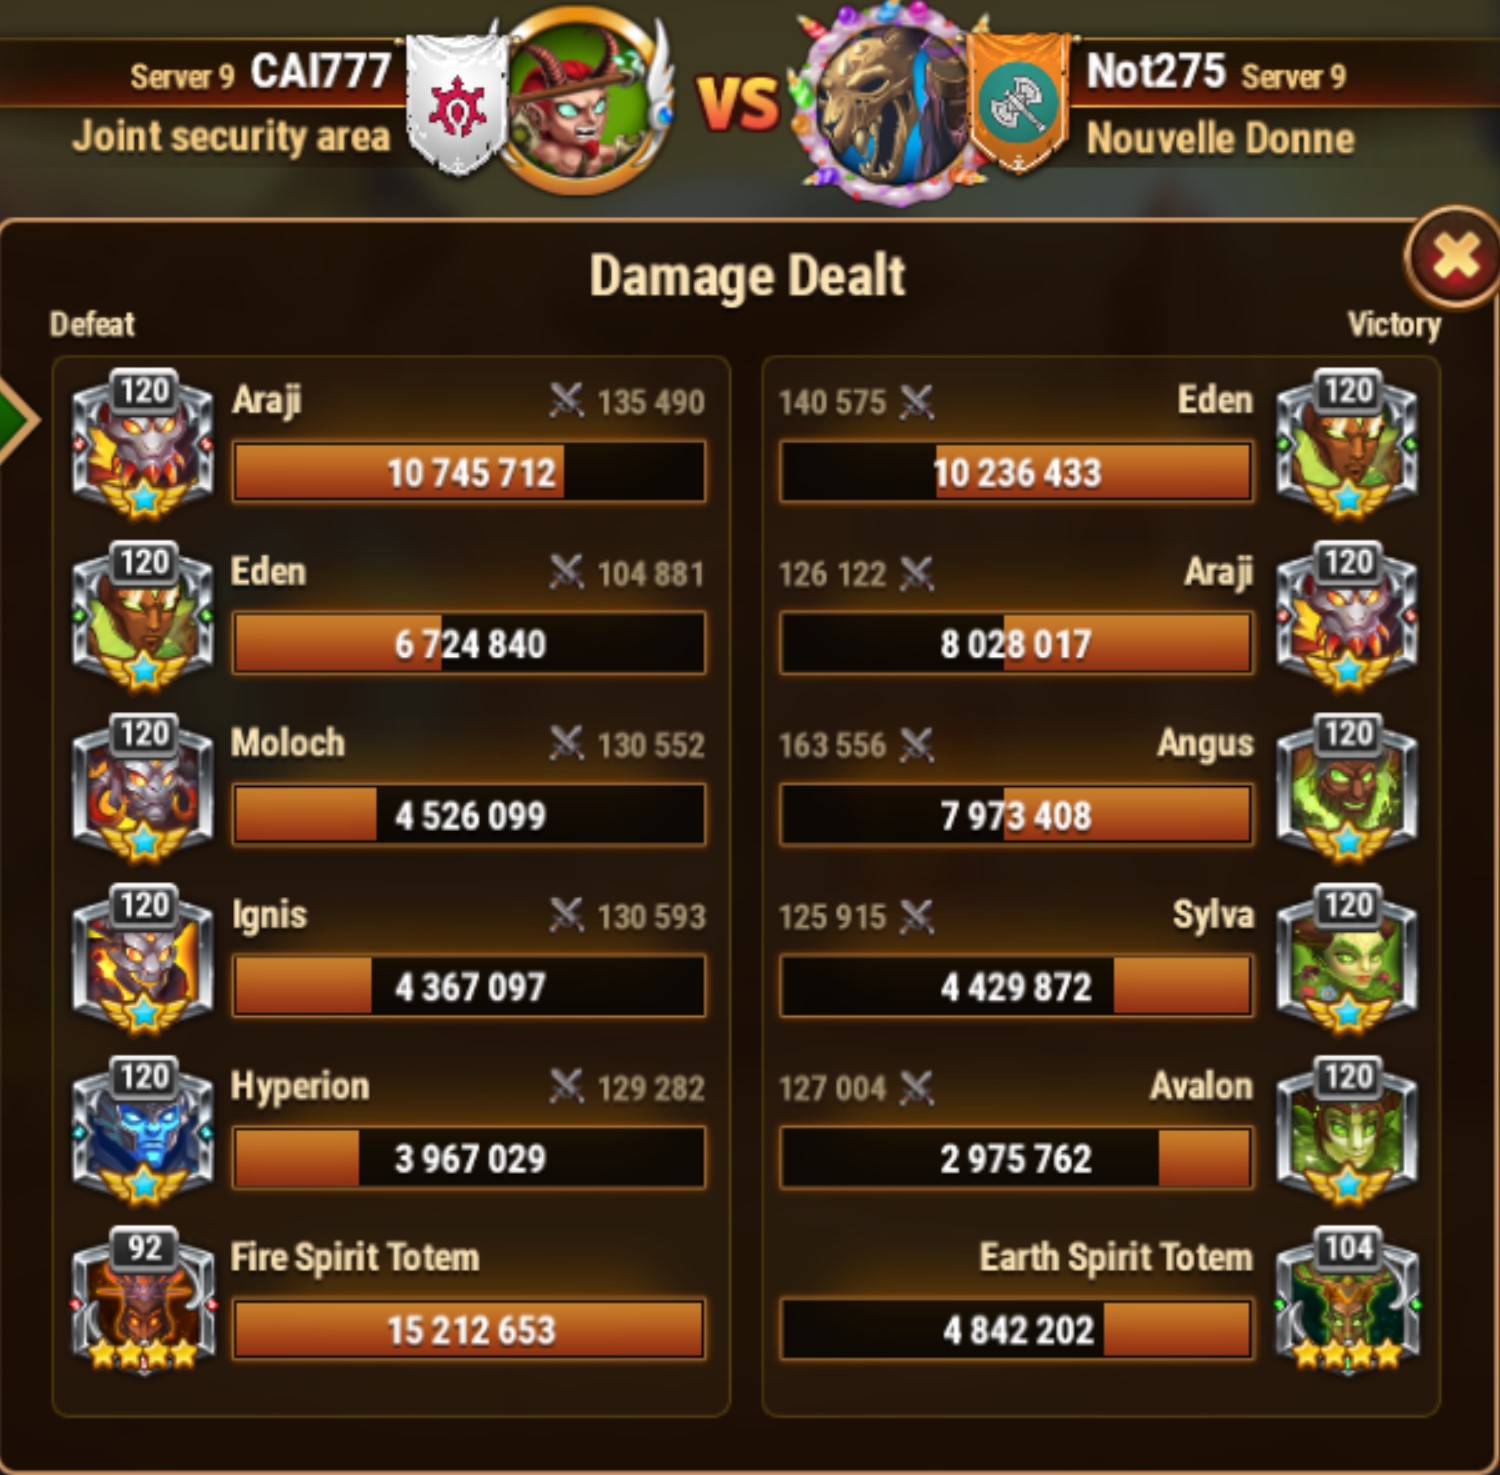 Server 9 CAI777
Joint security area
VS
Not275 Server 9
Nouvelle Donne
Damage Dealt
Defeat
Victory
120 Araji 135 490
10 745 712
120 Eden 104 881
6 724 840
120 Moloch 130 552
4 526 099
120 Ignis 130 593
4 367 097
120 Hyperion 129 282
3 967 029
92 Fire Spirit Totem
15 212 653
140 575 Eden 120
10 236 433
126 122 Araji 120
8 028 017
163 556 Angus 120
7 973 408
125 915 Sylva 120
4 429 872
127 004 Avalon 120
2 975 762
Earth Spirit Totem 104
4 842 202